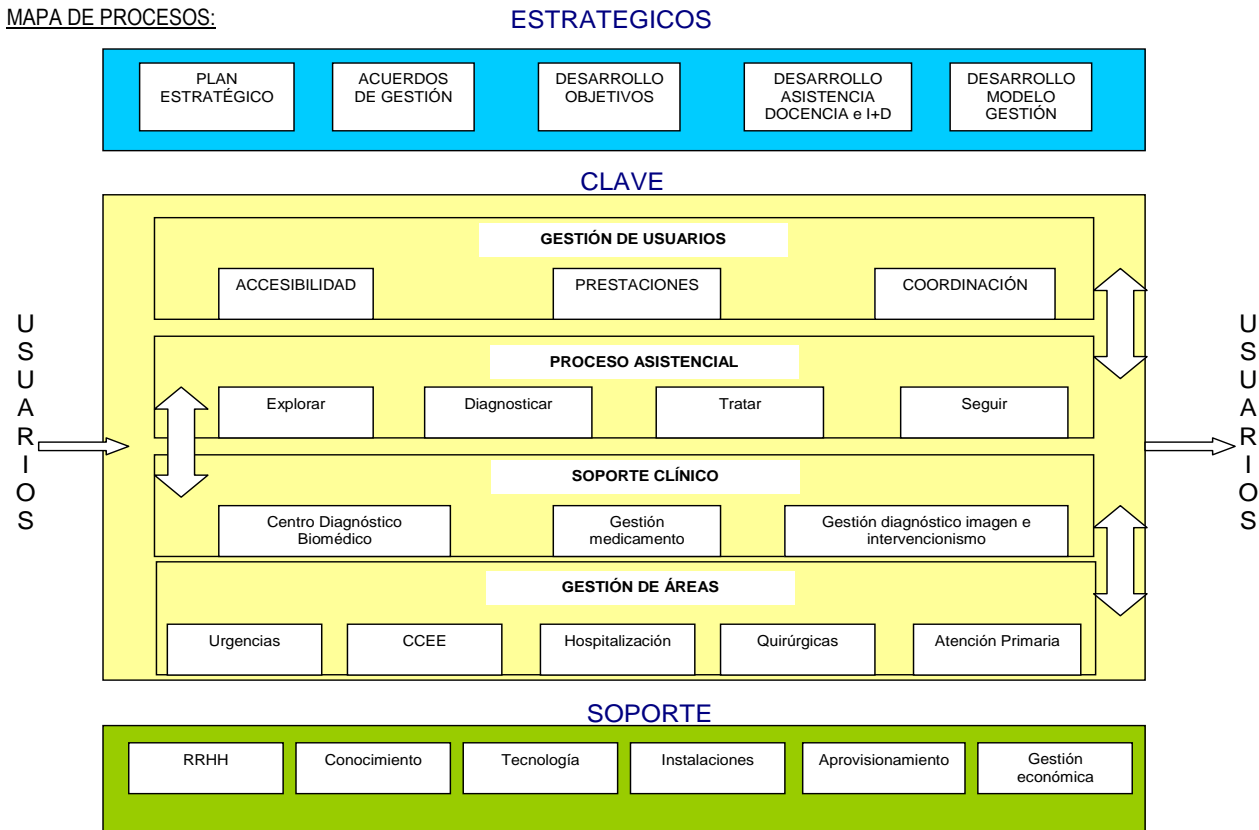 MAPA DE PROCESOS:
ESTRATEGICOS
PLAN
ESTRATÉGICO
ACUERDOS
DE GESTIÓN
DESARROLLO
OBJETIVOS
DESARROLLO
ASISTENCIA
DOCENCIA e I+D
DESARROLLO
MODELO
GESTIÓN
CLAVE
USUARIOS
GESTIÓN DE USUARIOS
ACCESIBILIDAD
PRESTACIONES
COORDINACIÓN
PROCESO ASISTENCIAL
Explorar
Diagnosticar
Tratar
Seguir
SOPORTE CLÍNICO
Centro Diagnóstico
Biomédico
Gestión
medicamento
Gestión diagnóstico imagen e
intervencionismo
GESTIÓN DE ÁREAS
Urgencias
CCEE
Hospitalización
Quirúrgicas
Atención Primaria
USUARIOS
SOPORTE
RRHH
Conocimiento
Tecnología
Instalaciones
Aprovisionamiento
Gestión
económica